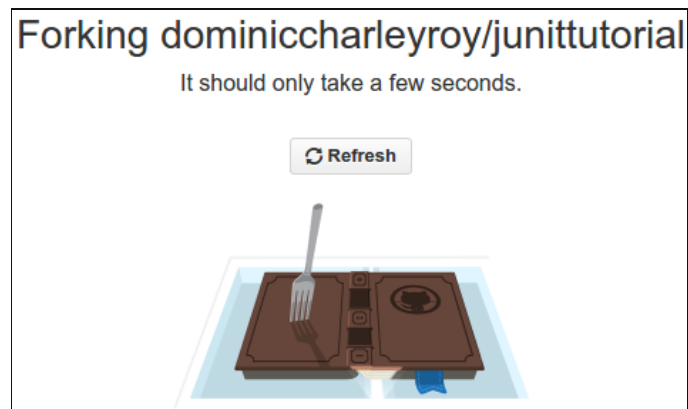 Forking dominiccharleyroy/junittutorial
It should only take a few seconds.
Refresh